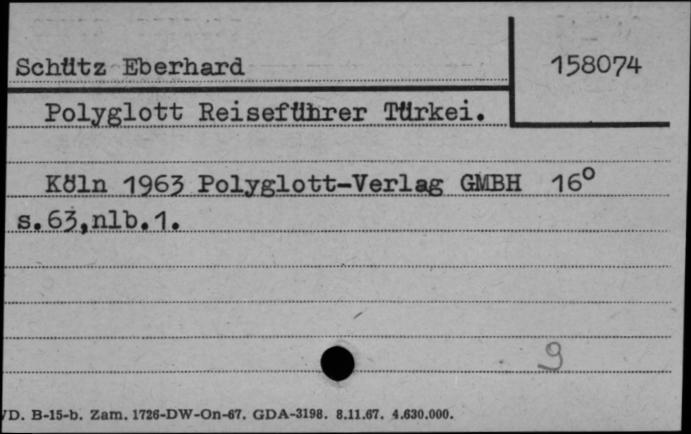 Schütz Eberhard 158074
Polyglott Reiseführer Türkei.
Köln 1963 Polyglott-Verlag GMBH 16°
s.63,nlb.1.
9
D. B-15-b. Zam. 1726-DW-On-67. GDA-3198. 8.11.67. 4.630.000.